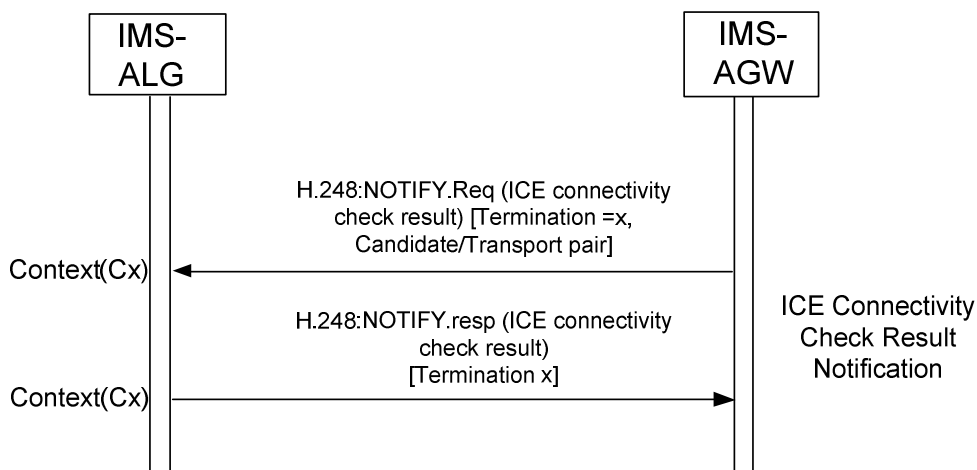 IMS-
ALG
IMS-
AGW
H.248:NOTIFY.Req (ICE connectivity
check result) [Termination =x,
Candidate/Transport pair]
Context(Cx)
H.248:NOTIFY.resp (ICE connectivity
check result)
[Termination x]
Context(Cx)
ICE Connectivity
Check Result
Notification